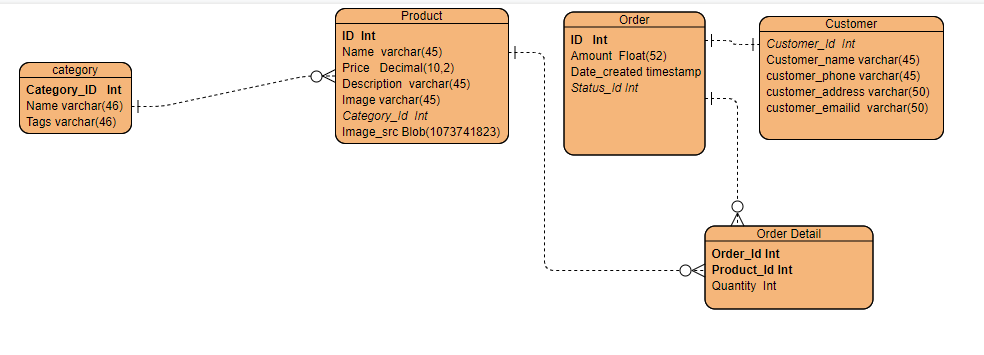 category
Category_ID Int
Name varchar(46)
Tags varchar(46)
Product
ID Int
Name varchar(45)
Price Decimal(10,2)
Description varchar(45)
Image varchar(45)
Category_Id Int
Image_src Blob(1073741823)
Order
ID Int
Amount Float(52)
Date_created timestamp
Status_Id Int
Customer
Customer_Id Int
Customer_name varchar(45)
customer_phone varchar(45)
customer_address varchar(50)
customer_emailid varchar(50)
Order Detail
Order_Id Int
Product_Id Int
Quantity Int